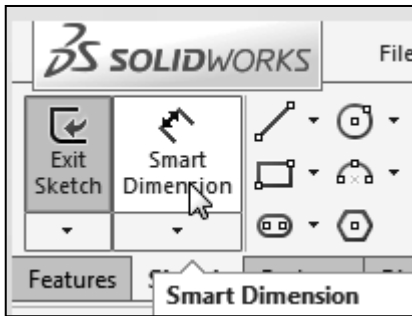 SOLIDWORKS
File
Exit
Sketch
Smart
Dimension
Features
Smart Dimension